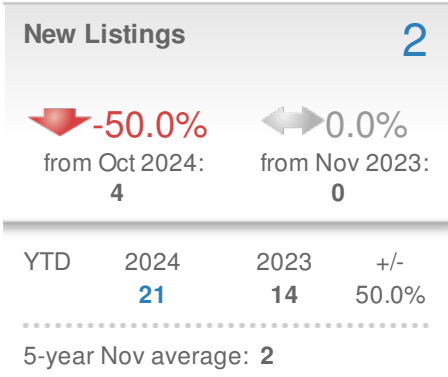 New Listings 2
-50.0% 0.0%
from Oct 2024: from Nov 2023:
4 0
YTD 2024 2023 +/-
21 14 50.0%
5-year Nov average: 2